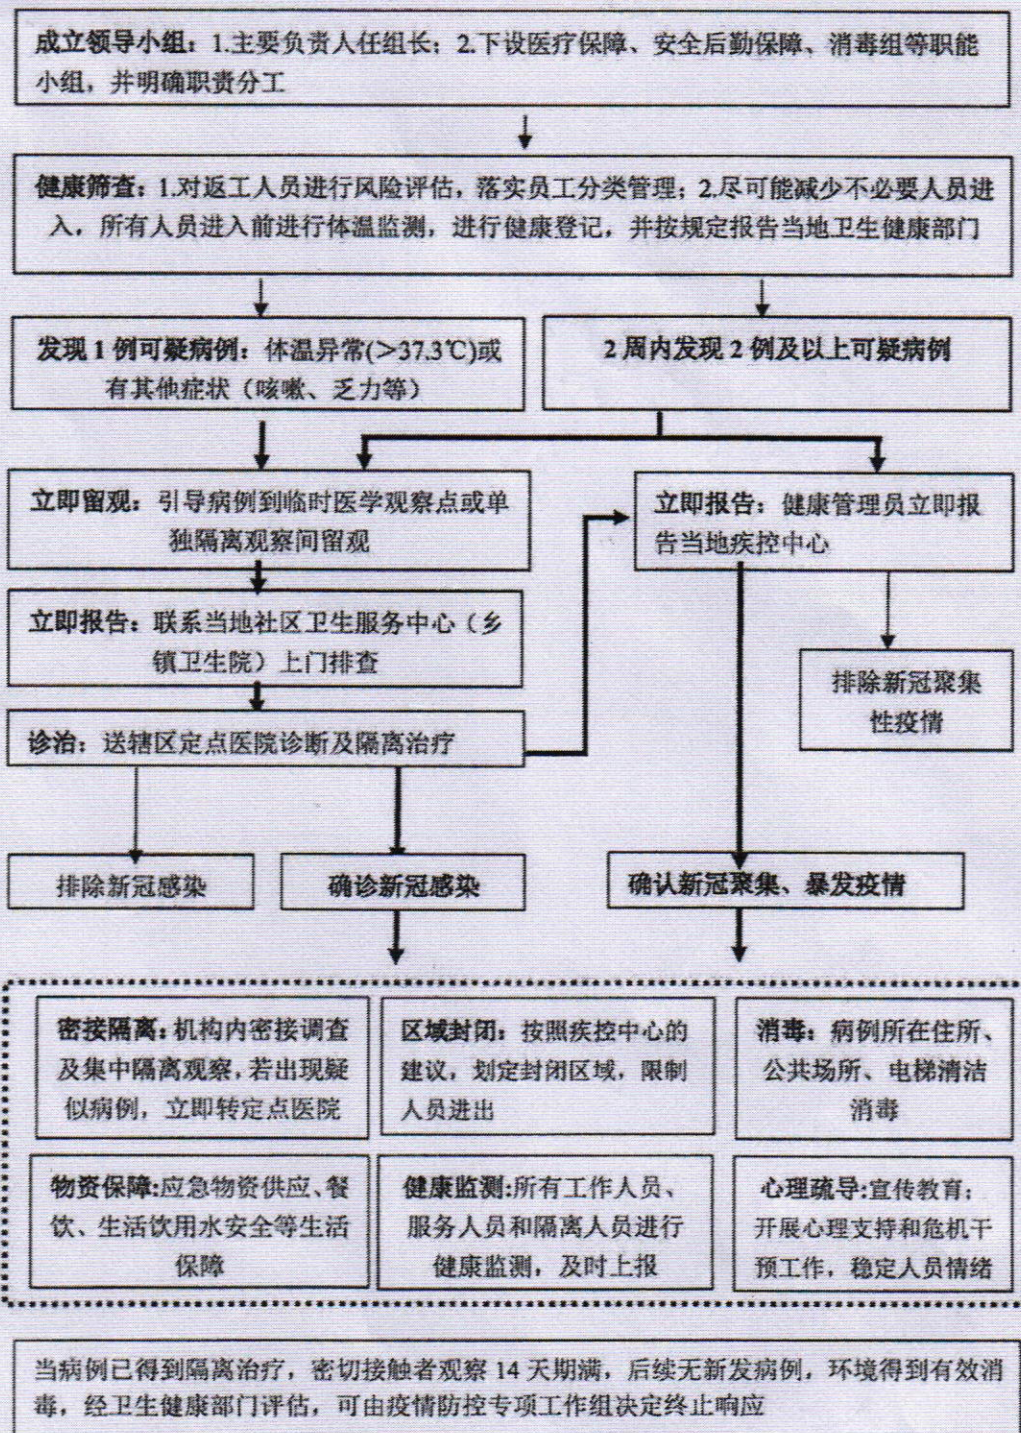 成立领导小组：1.主要负责人任组长；2.下设医疗保障、安全后勤保障、消毒组等职能
小组，并明确职责分工
健康筛查：1.对返工人员进行风险评估，落实员工分类管理；2.尽可能减少不必要人员进
入，所有人员进入前进行体温监测，进行健康登记，并按规定报告当地卫生健康部门
发现 1 例可疑病例：体温异常(＞37.3℃)或
有其他症状（咳嗽、乏力等）
2 周内发现 2 例及以上可疑病例
立即留观：引导病例到临时医学观察点或单
独隔离观察间留观
立即报告：健康管理员立即报
告当地疾控中心
立即报告：联系当地社区卫生服务中心（乡
镇卫生院）上门排查
排除新冠聚集
性疫情
诊治：送辖区定点医院诊断及隔离治疗
排除新冠感染
确诊新冠感染
确认新冠聚集、暴发疫情
密接隔离：机构内密接调查
及集中隔离观察，若出现疑
似病例，立即转定点医院
区域封闭：按照疾控中心的
建议，划定封闭区域，限制
人员进出
消毒：病例所在住所、
公共场所、电梯清洁
消毒
物资保障:应急物资供应、餐
饮、生活饮用水安全等生活
保障
健康监测:所有工作人员、
服务人员和隔离人员进行
健康监测，及时上报
心理疏导:宣传教育；
开展心理支持和危机干
预工作，稳定人员情绪
当病例已得到隔离治疗，密切接触者观察 14 天期满，后续无新发病例，环境得到有效消
毒，经卫生健康部门评估，可由疫情防控专项工作组决定终止响应